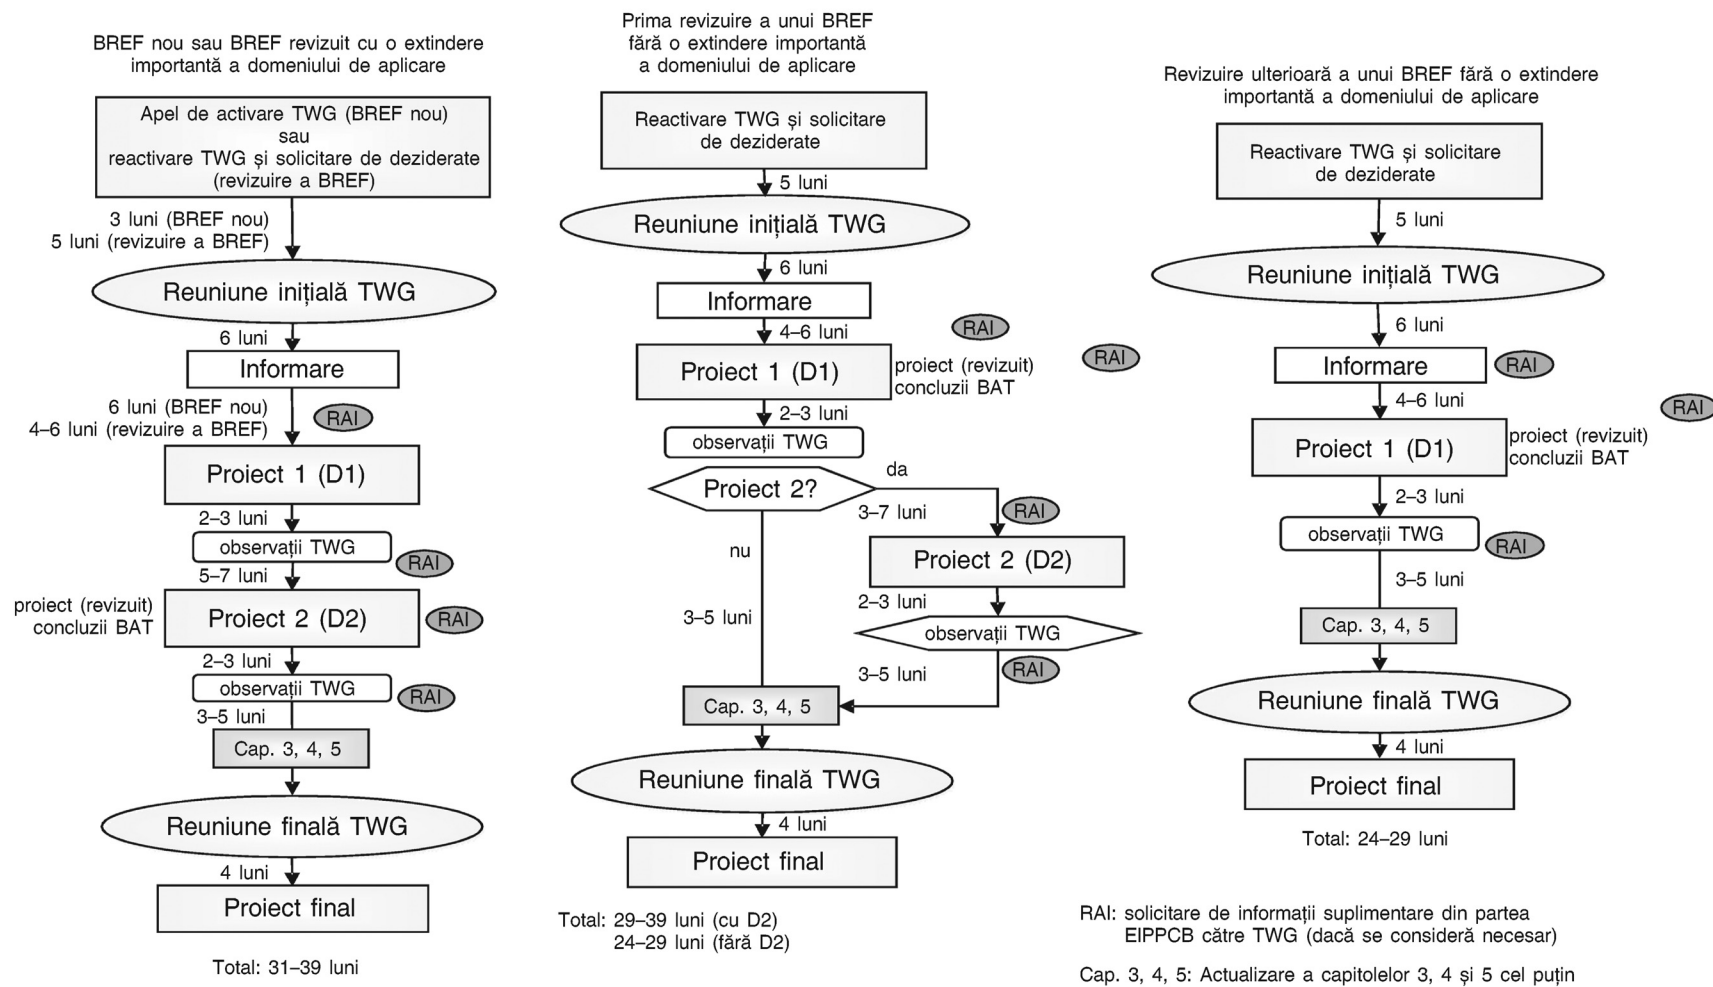 BREF nou sau BREF revizuit cu o extindere
importantă a domeniului de aplicare
Apel de activare TWG (BREF nou)
sau
reactivare TWG și solicitare de deziderate
(revizuire a BREF)
3 luni (BREF nou)
5 luni (revizuire a BREF)
Reuniune inițială TWG
6 luni
Informare
6 luni (BREF nou)
4–6 luni (revizuire a BREF)
RAI
Proiect 1 (D1)
2–3 luni
observații TWG
RAI
5–7 luni
proiect (revizuit)
concluzii BAT
Proiect 2 (D2)
RAI
2–3 luni
observații TWG
RAI
3–5 luni
Cap. 3, 4, 5
Reuniune finală TWG
4 luni
Proiect final
Total: 31–39 luni
Prima revizuire a unui BREF
fără o extindere importantă
a domeniului de aplicare
Reactivare TWG și solicitare
de deziderate
5 luni
Reuniune inițială TWG
6 luni
Informare
4–6 luni
RAI
RAI
Proiect 1 (D1)
proiect (revizuit)
concluzii BAT
2–3 luni
observații TWG
Proiect 2?
da
3–7 luni
RAI
nu
Proiect 2 (D2)
2–3 luni
3–5 luni
observații TWG
3–5 luni
RAI
Cap. 3, 4, 5
Reuniune finală TWG
4 luni
Proiect final
Total: 29–39 luni (cu D2)
24–29 luni (fără D2)
Revizuire ulterioară a unui BREF fără o extindere
importantă a domeniului de aplicare
Reactivare TWG și solicitare
de deziderate
5 luni
Reuniune inițială TWG
6 luni
Informare
RAI
4–6 luni
RAI
Proiect 1 (D1)
proiect (revizuit)
concluzii BAT
2–3 luni
observații TWG
RAI
3–5 luni
Cap. 3, 4, 5
Reuniune finală TWG
4 luni
Proiect final
Total: 24–29 luni
RAI: solicitare de informații suplimentare din partea
EIPPCB către TWG (dacă se consideră necesar)
Cap. 3, 4, 5: Actualizare a capitolelor 3, 4 și 5 cel puțin